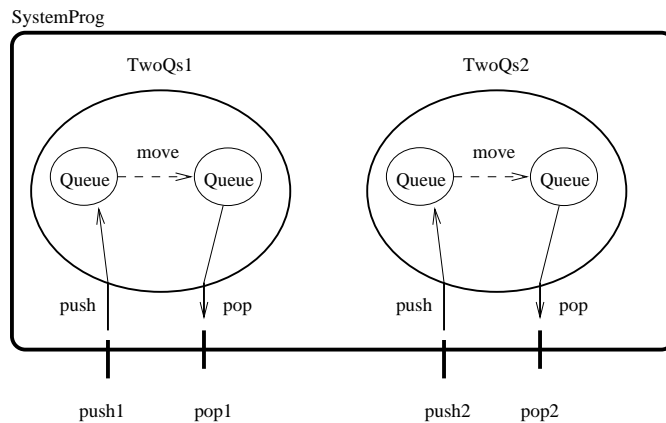 SystemProg
TwoQs1 TwoQs2
move move
Queue Queue Queue Queue
push pop push pop
push1 pop1 push2 pop2